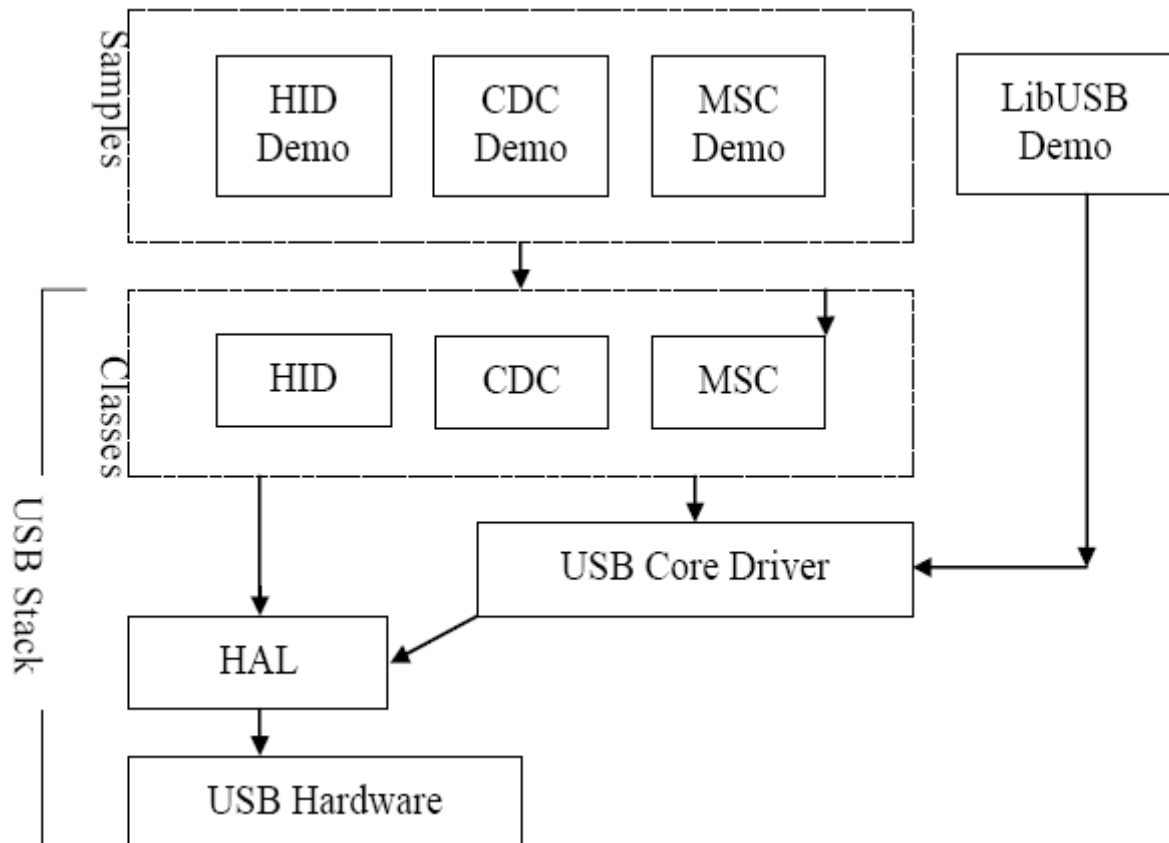 Samples
HID
Demo
CDC
Demo
MSC
Demo
LibUSB
Demo
USB Stack
Classes
HID
CDC
MSC
USB Core Driver
HAL
USB Hardware